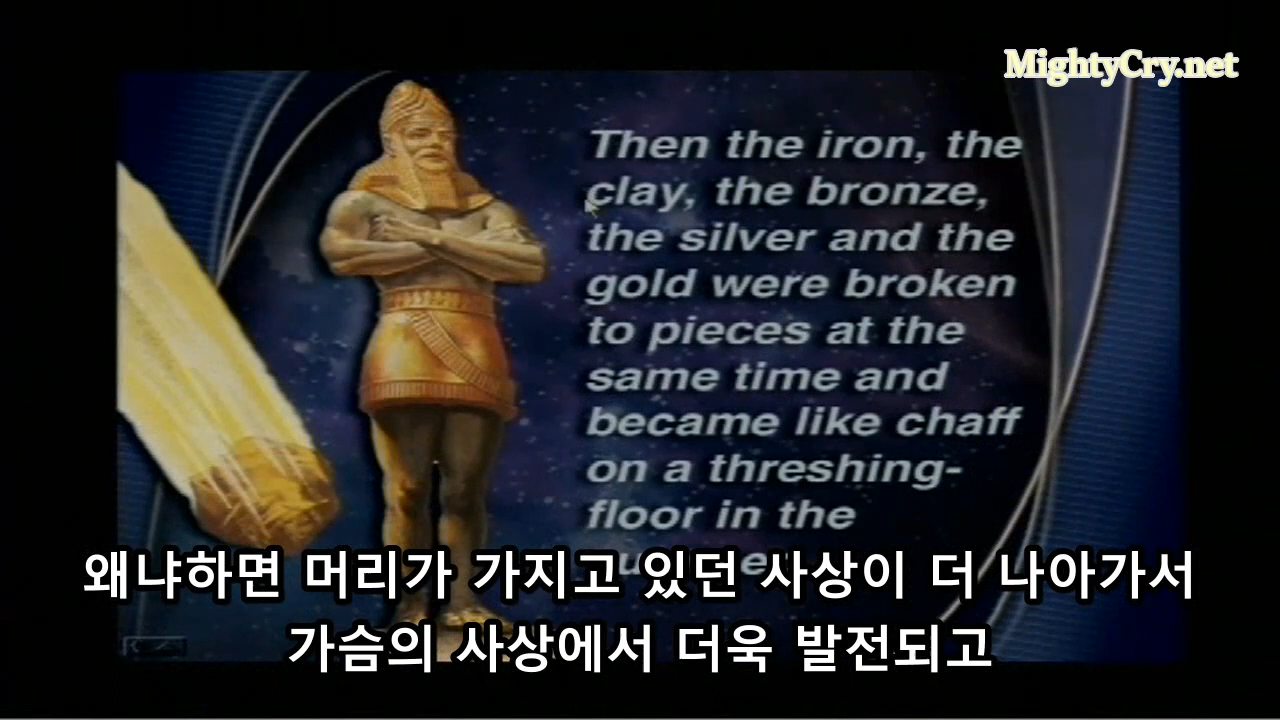 MightyCry.net
Then the iron, the
clay, the bronze,
the silver and the
gold were broken
to pieces at the
same time and
became like chaff
on a threshing-
floor in the
왜냐하면 머리가 가지고 있던 사상이 더 나아가서
가슴의 사상에서 더욱 발전되고